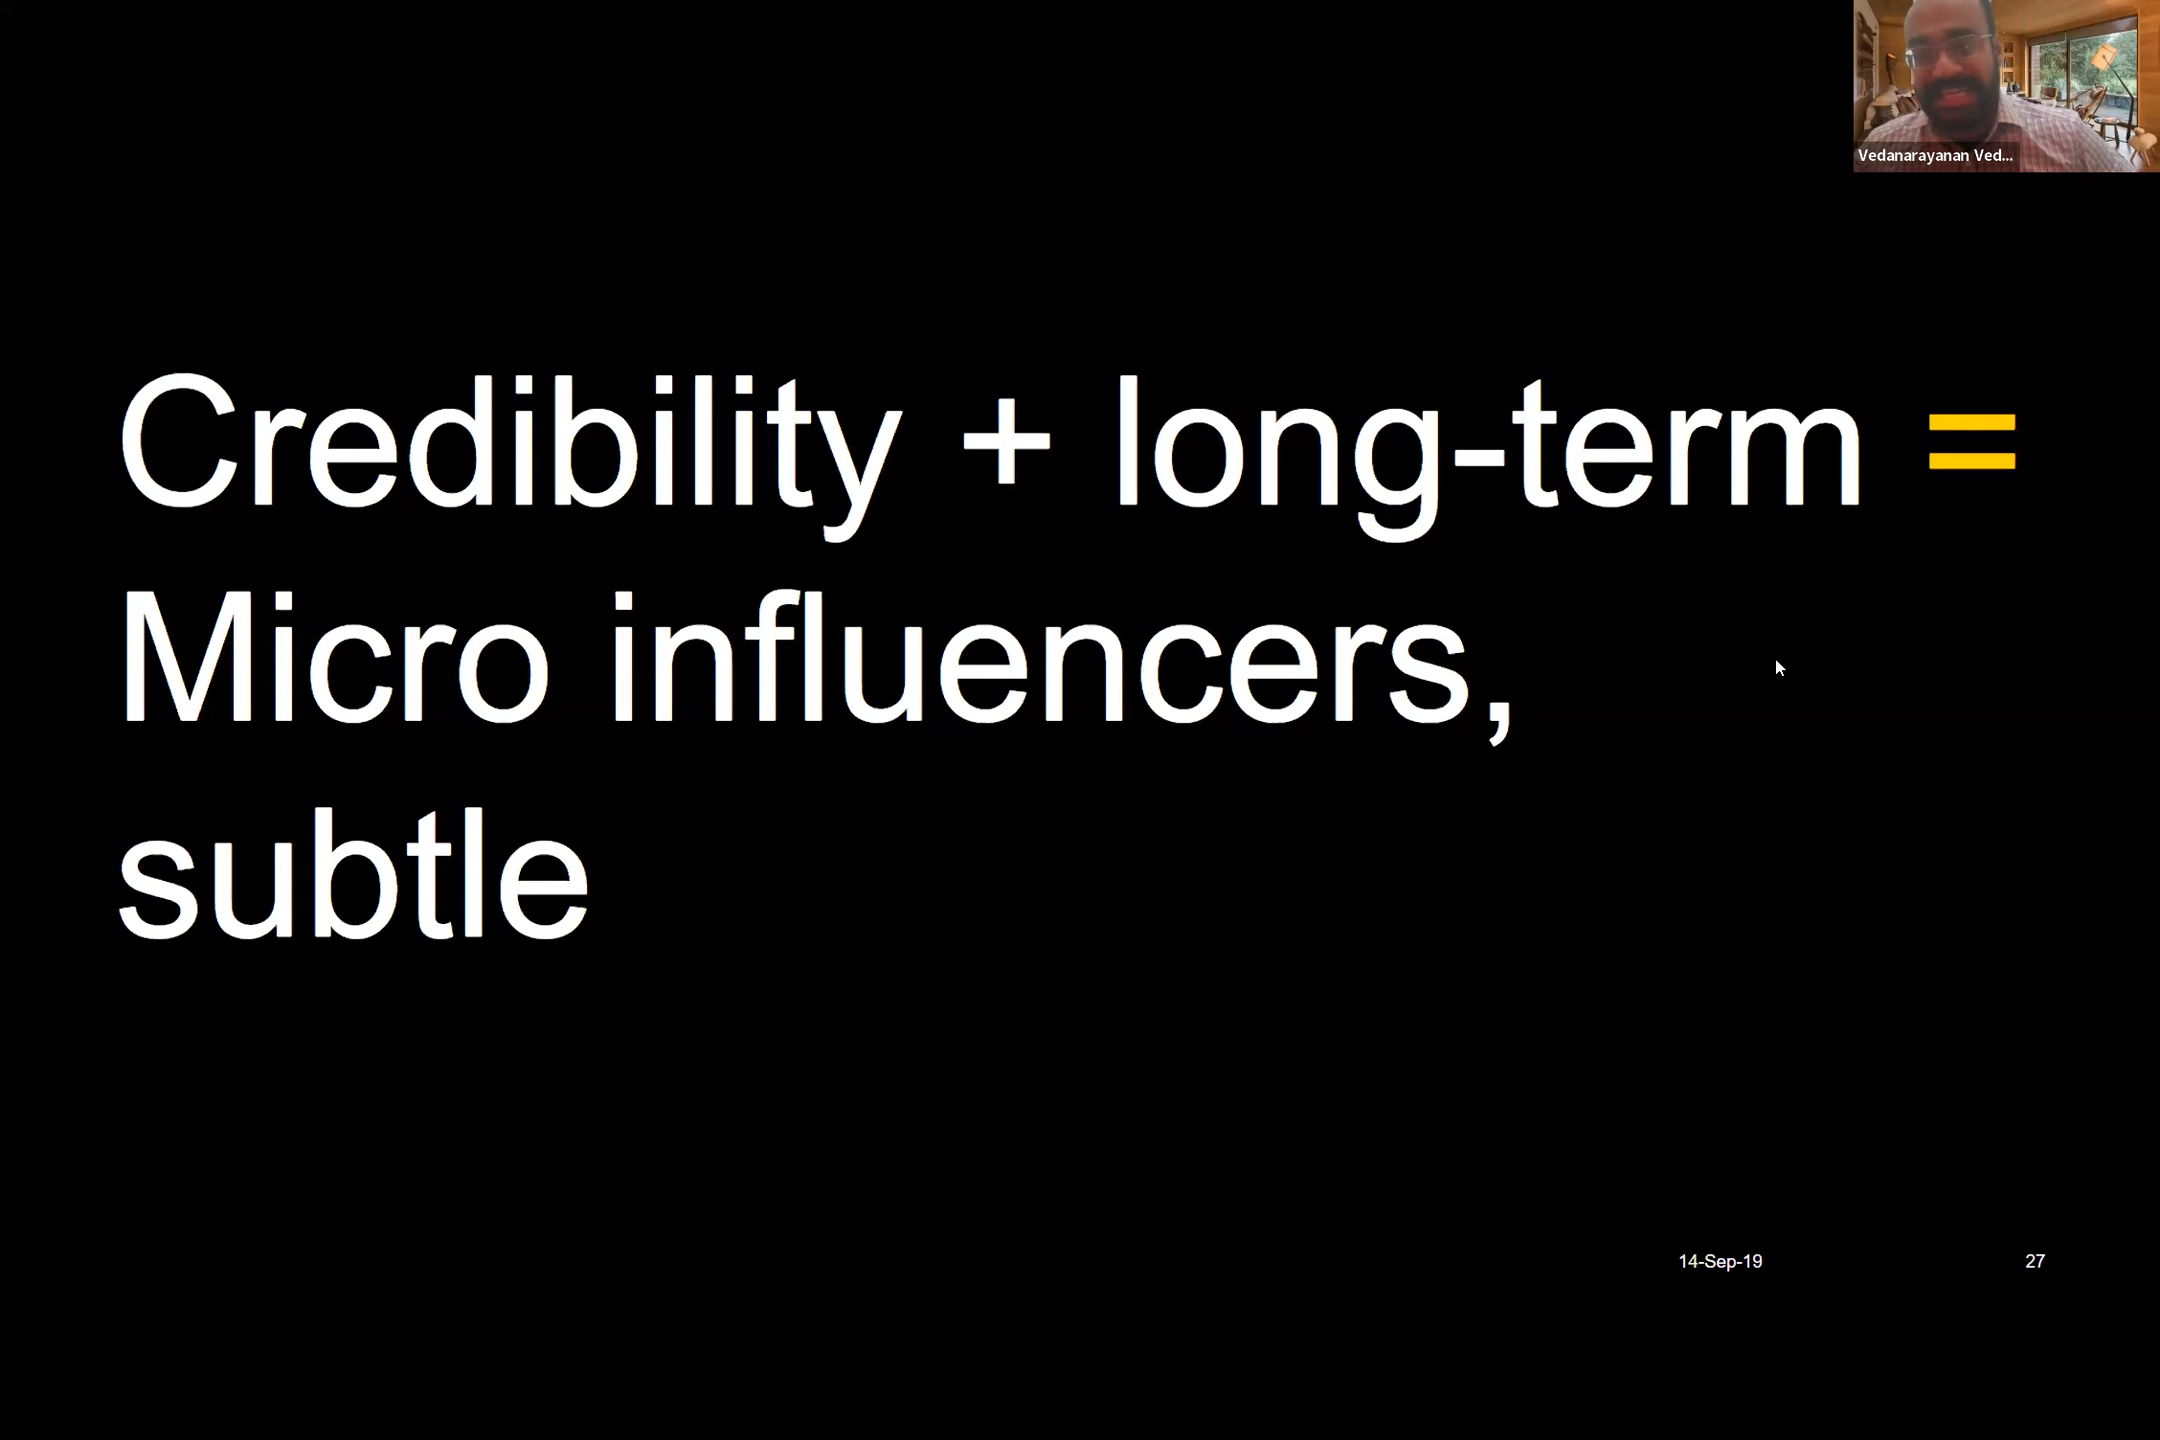 Vedanarayanan Ved...
Credibility + long-term =
Micro influencers,
subtle
14-Sep-19
27